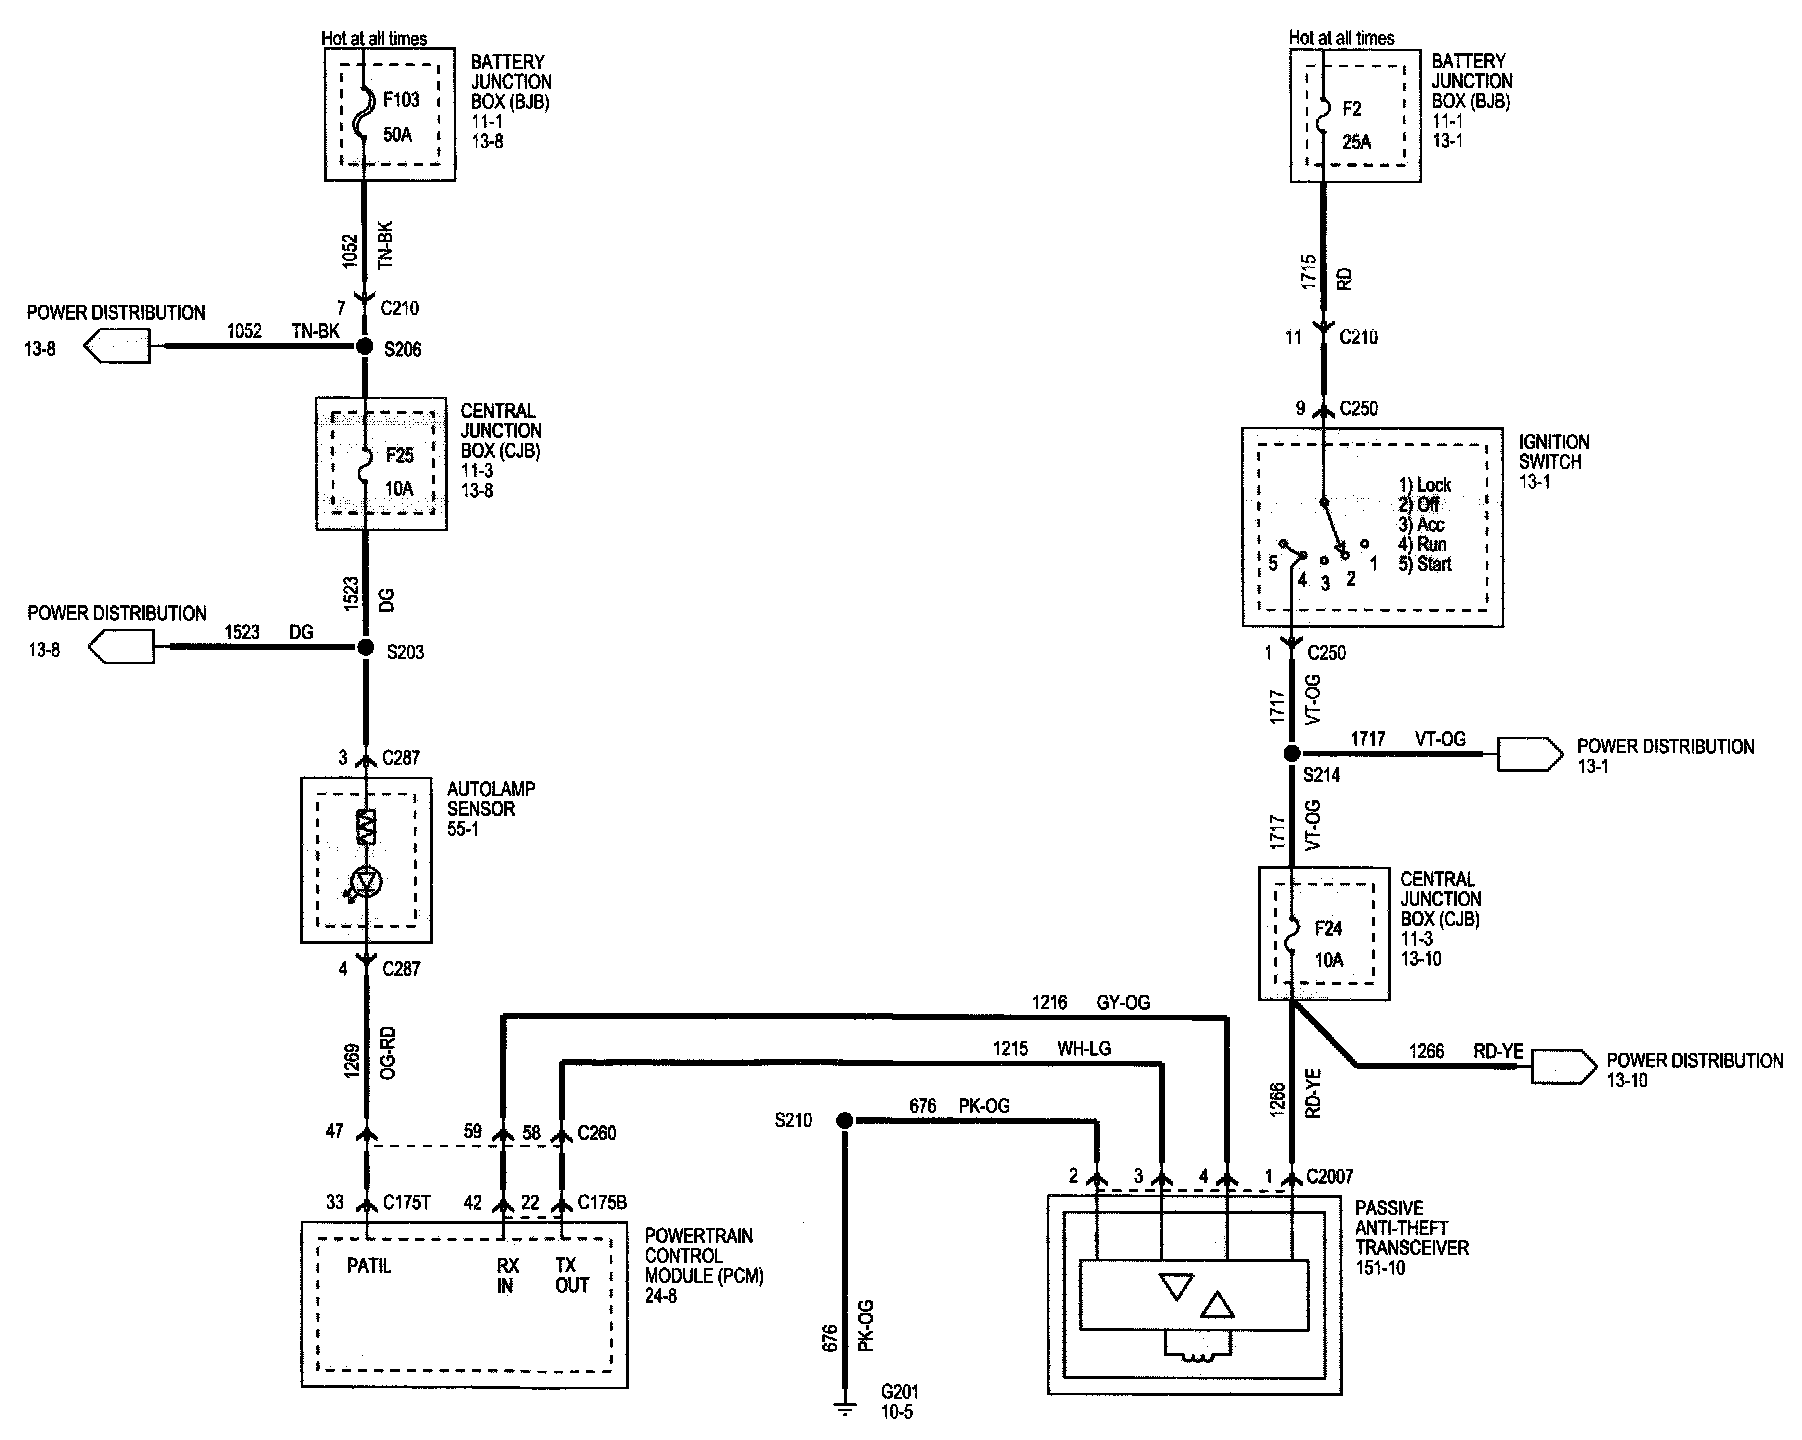 Hot at all times
F103
50A
BATTERY
JUNCTION
BOX (BJB)
11-1
13-8
1052
TN-BK
7
C210
POWER DISTRIBUTION
13-8
1052
TN-BK
S206
CENTRAL
JUNCTION
BOX (CJB)
11-3
13-8
F25
10A
1523
DG
POWER DISTRIBUTION
13-8
1523
DG
S203
3
C287
AUTOLAMP
SENSOR
55-1
4
C287
1269
OG-RD
47
59
58
C260
33
C175T
42
22
C175B
PATIL
RX
IN
TX
OUT
POWERTRAIN
CONTROL
MODULE (PCM)
24-8
Hot at all times
F2
25A
BATTERY
JUNCTION
BOX (BJB)
11-1
13-1
1715
RD
11
C210
9
C250
IGNITION
SWITCH
13-1
1) Lock
2) Off
3) Acc
4) Run
5) Start
5
4
3
2
1
1
C250
1717
VT-OG
1717
VT-OG
POWER DISTRIBUTION
13-1
S214
1717
VT-OG
CENTRAL
JUNCTION
BOX (CJB)
11-3
13-10
F24
10A
1266
RD-YE
POWER DISTRIBUTION
13-10
1266
RD-YE
1216
GY-OG
1215
WH-LG
S210
676
PK-OG
2
3
4
1
C2007
PASSIVE
ANTI-THEFT
TRANSCEIVER
151-10
676
PK-OG
G201
10-5